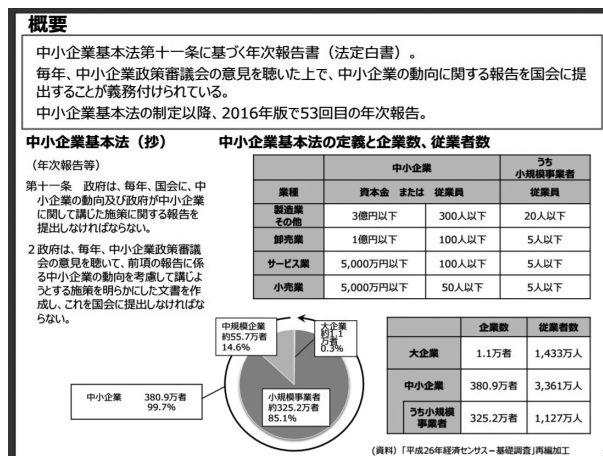 概要
中小企業基本法第十一条に基づく年次報告書（法定白書）。
毎年、中小企業政策審議会の意見を聴いた上で、中小企業の動向に関する報告を国会に提
出することが義務付けられている。
中小企業基本法の制定以降、2016年版で53回目の年次報告。
中小企業基本法（抄）
（年次報告等）
第十一条　政府は、毎年、国会に、中
小企業の動向及び政府が中小企業
に関して講じた施策に関する報告を
提出しなければならない。
2 政府は、毎年、中小企業政策審議
会の意見を聴いて、前項の報告に係
る中小企業の動向を考慮して講じよ
うとする施策を明らかにした文書を作
成し、これを国会に提出しなければな
らない。
中小企業基本法の定義と企業数、従業者数
中小企業　うち
小規模事業者
業種　資本金　または　従業員　従業員
製造業
その他　3億円以下　300人以下　20人以下
卸売業　1億円以下　100人以下　5人以下
サービス業　5,000万円以下　100人以下　5人以下
小売業　5,000万円以下　50人以下　5人以下
中規模企業
約55.7万者
14.6%
大企業
約1.1
万者
0.3%
小規模事業者
約325.2万者
85.1%
中小企業　380.9万者
99.7%
企業数　従業者数
大企業　1.1万者　1,433万人
中小企業　380.9万者　3,361万人
うち小規模
事業者　325.2万者　1,127万人
(資料)「平成26年経済センサス－基礎調査」再編加工